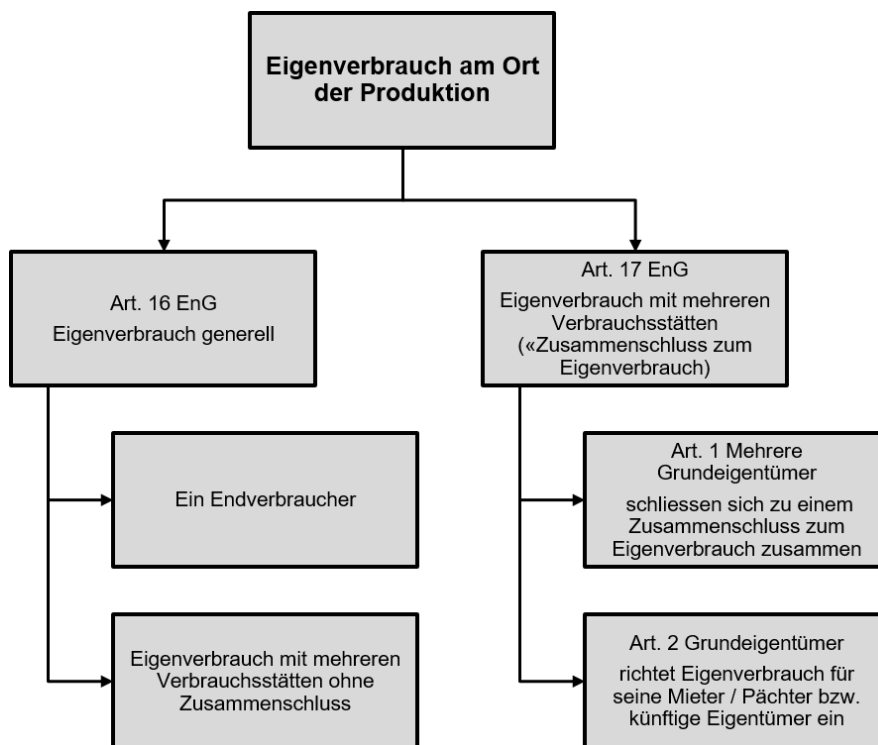 Eigenverbrauch am Ort
der Produktion
Art. 16 EnG
Eigenverbrauch generell
Art. 17 EnG
Eigenverbrauch mit mehreren
Verbrauchsstätten
(«Zusammenschluss zum
Eigenverbrauch)
Ein Endverbraucher
Art. 1 Mehrere
Grundeigentümer
schliessen sich zu einem
Zusammenschluss zum
Eigenverbrauch zusammen
Eigenverbrauch mit mehreren
Verbrauchsstätten ohne
Zusammenschluss
Art. 2 Grundeigentümer
richtet Eigenverbrauch für
seine Mieter / Pächter bzw.
künftige Eigentümer ein